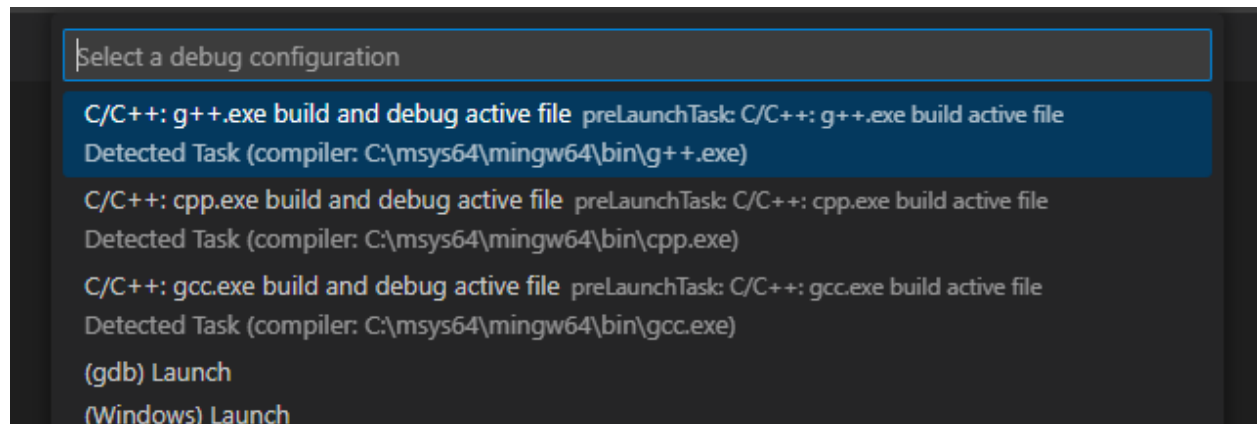 Select a debug configuration
C/C++: g++.exe build and debug active file preLaunchTask: C/C++: g++.exe build active file
Detected Task (compiler: C:\msys64\mingw64\bin\g++.exe)
C/C++: cpp.exe build and debug active file preLaunchTask: C/C++: cpp.exe build active file
Detected Task (compiler: C:\msys64\mingw64\bin\cpp.exe)
C/C++: gcc.exe build and debug active file preLaunchTask: C/C++: gcc.exe build active file
Detected Task (compiler: C:\msys64\mingw64\bin\gcc.exe)
(gdb) Launch
(Windows) Launch